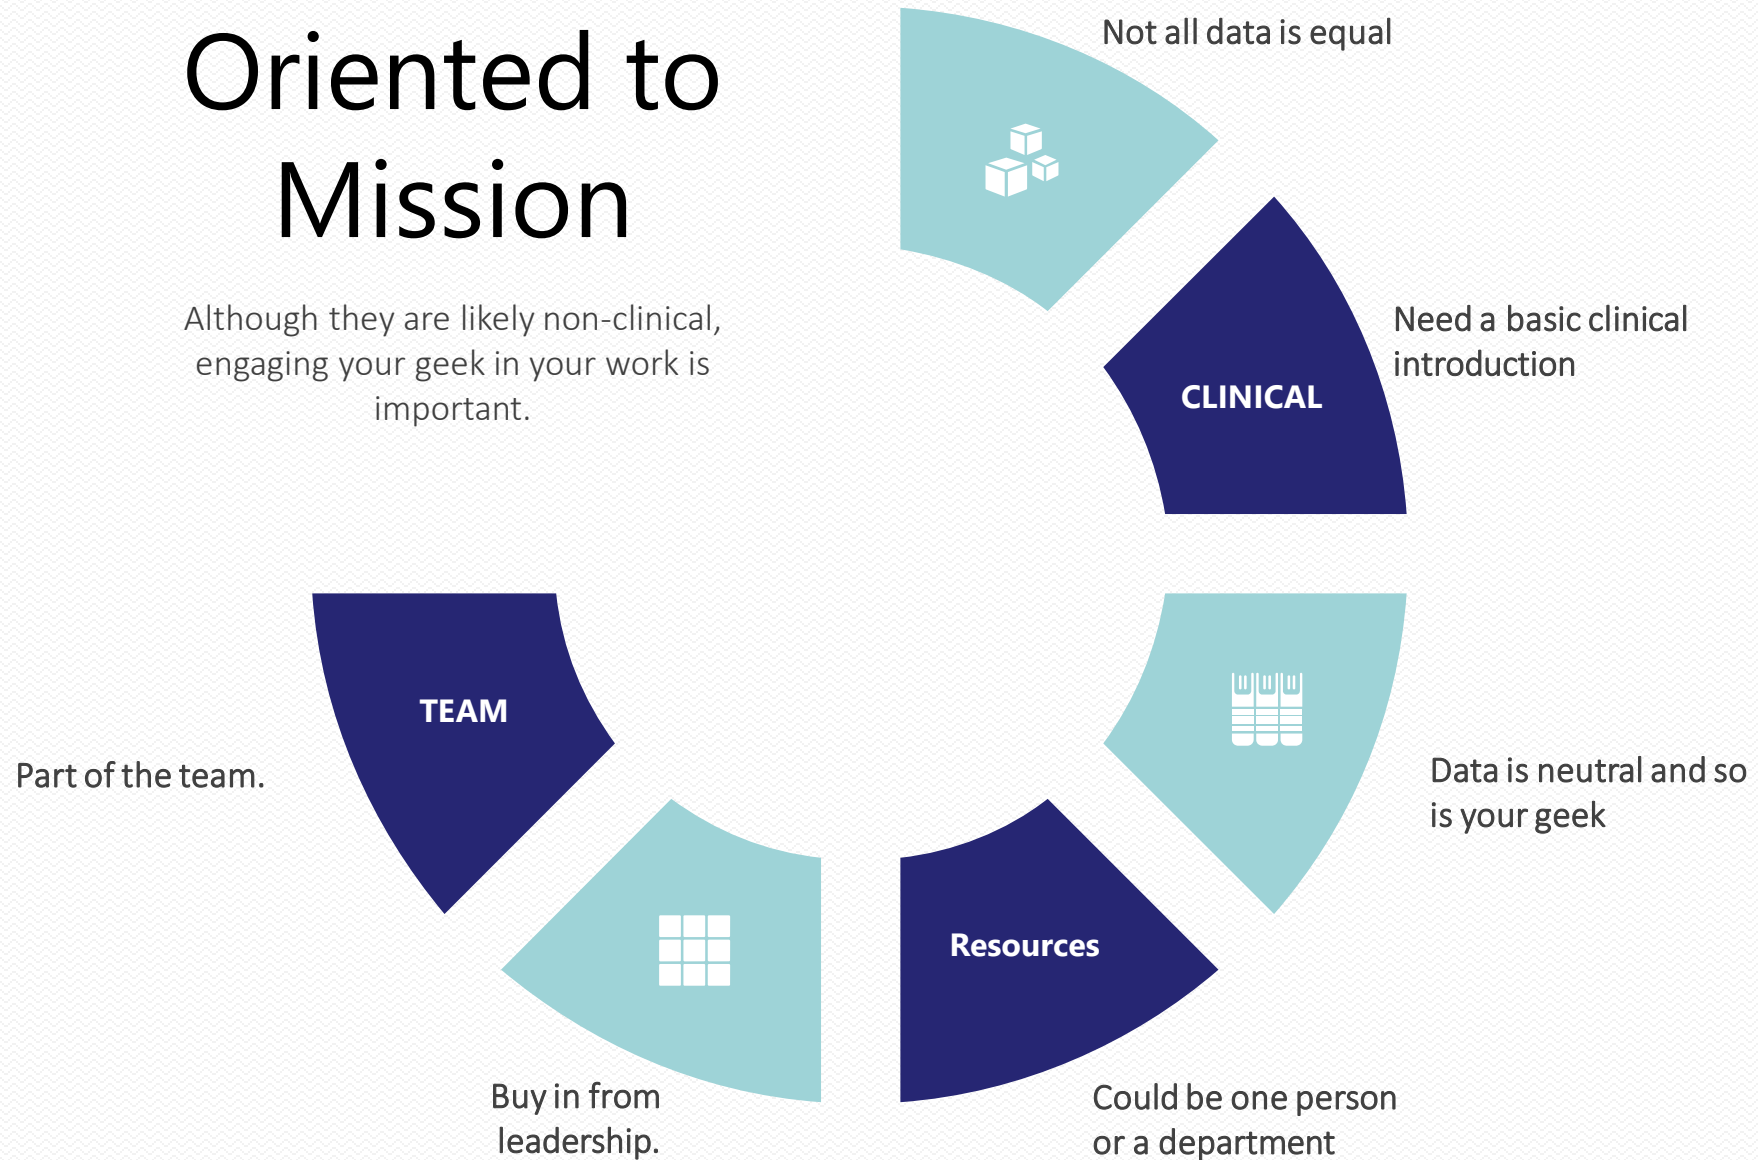 Oriented to
Mission
Although they are likely non-clinical,
engaging your geek in your work is
important.
Not all data is equal
CLINICAL
Need a basic clinical
introduction
Data is neutral and so
is your geek
Resources
Could be one person
or a department
Buy in from
leadership.
TEAM
Part of the team.